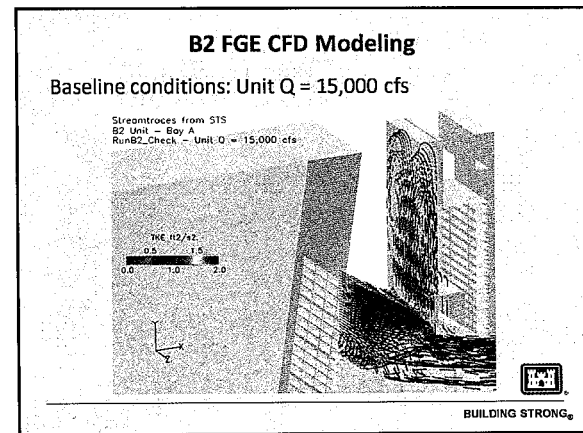 B2 FGE CFD Modeling
Baseline conditions: Unit Q = 15,000 cfs
Streamtraces from STS
B2 Unit - Bay A
RunB2_Check - Unit Q = 15,000 cfs
TKE ft2/s2
0.5 1.5
0.0 1.0 2.0
Y
X
Z
BUILDING STRONG®